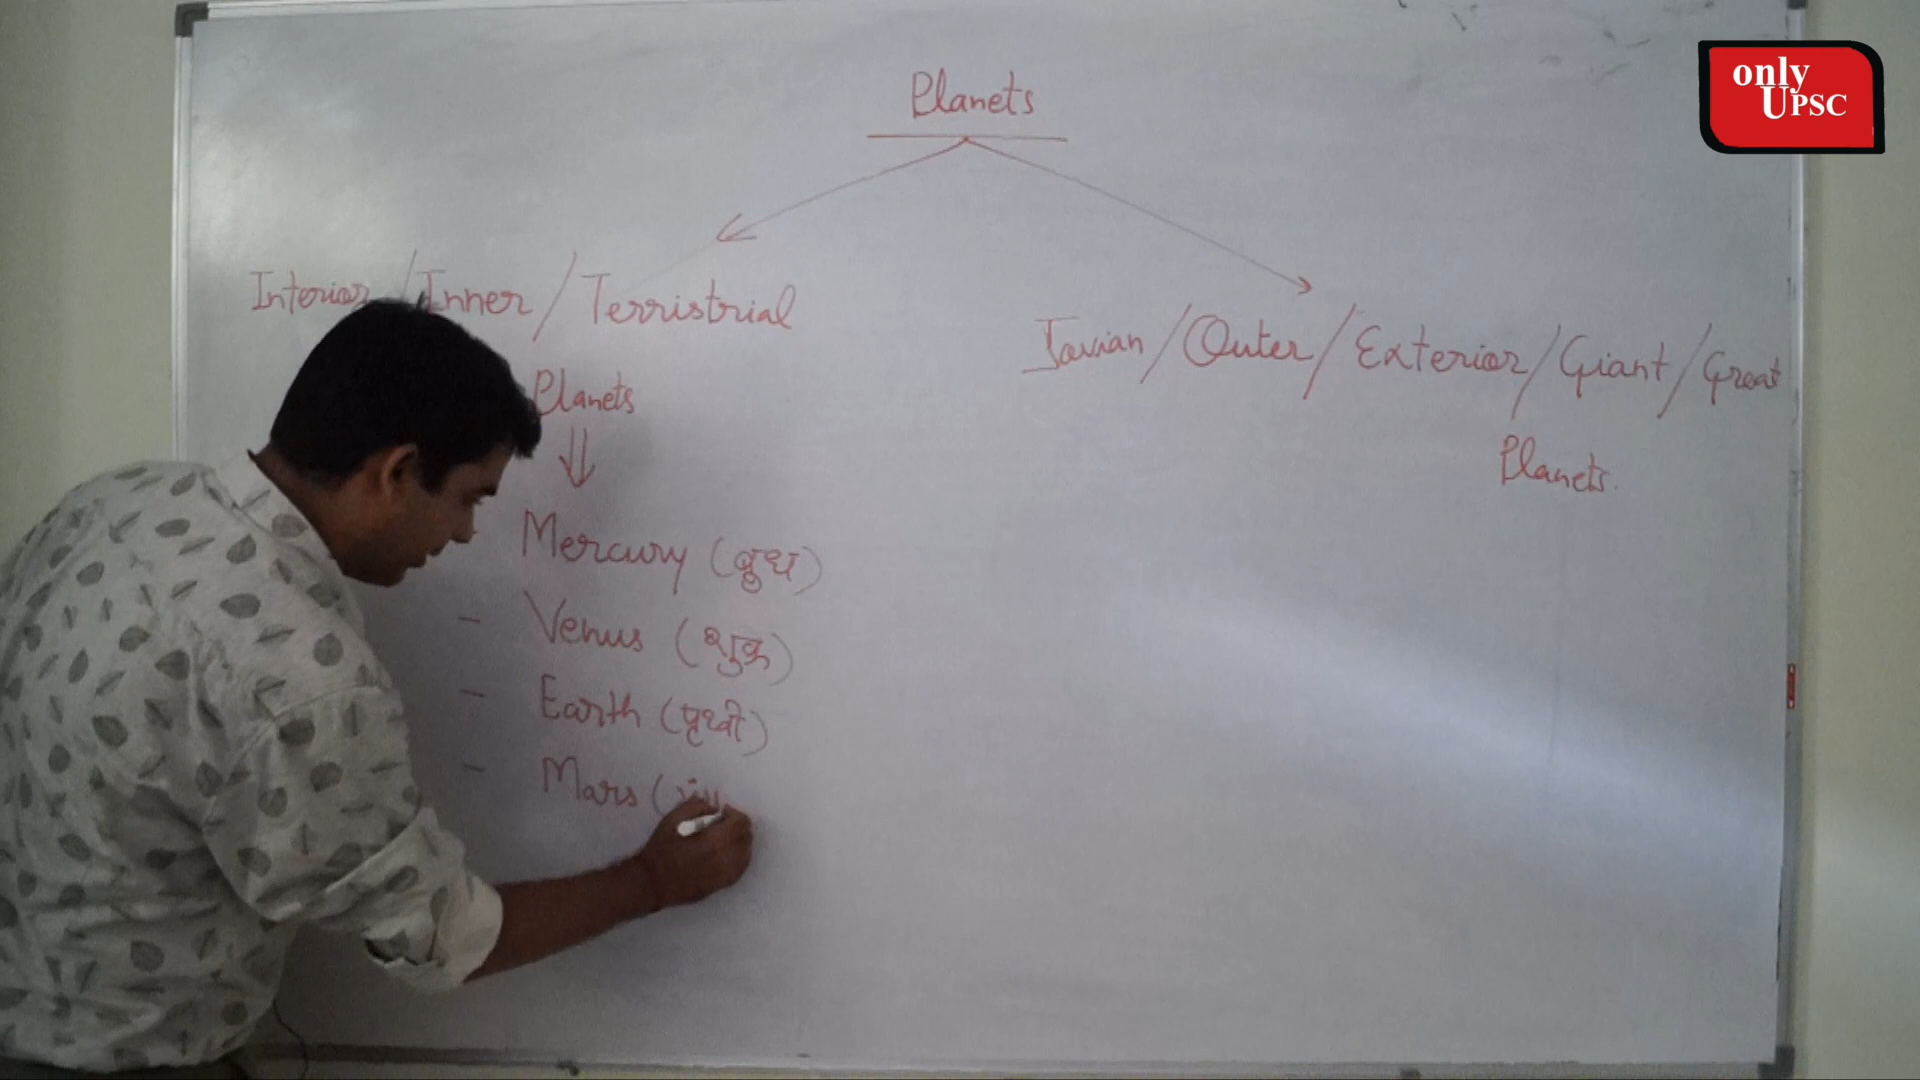 only
UPSC
Planets
Interior / Inner / Terristrial
Planets
Jovian / Outer / Exterior / Giant / Great
Planets.
Mercury (बुध)
- Venus (शुक्र)
- Earth (पृथ्वी)
- Mars (